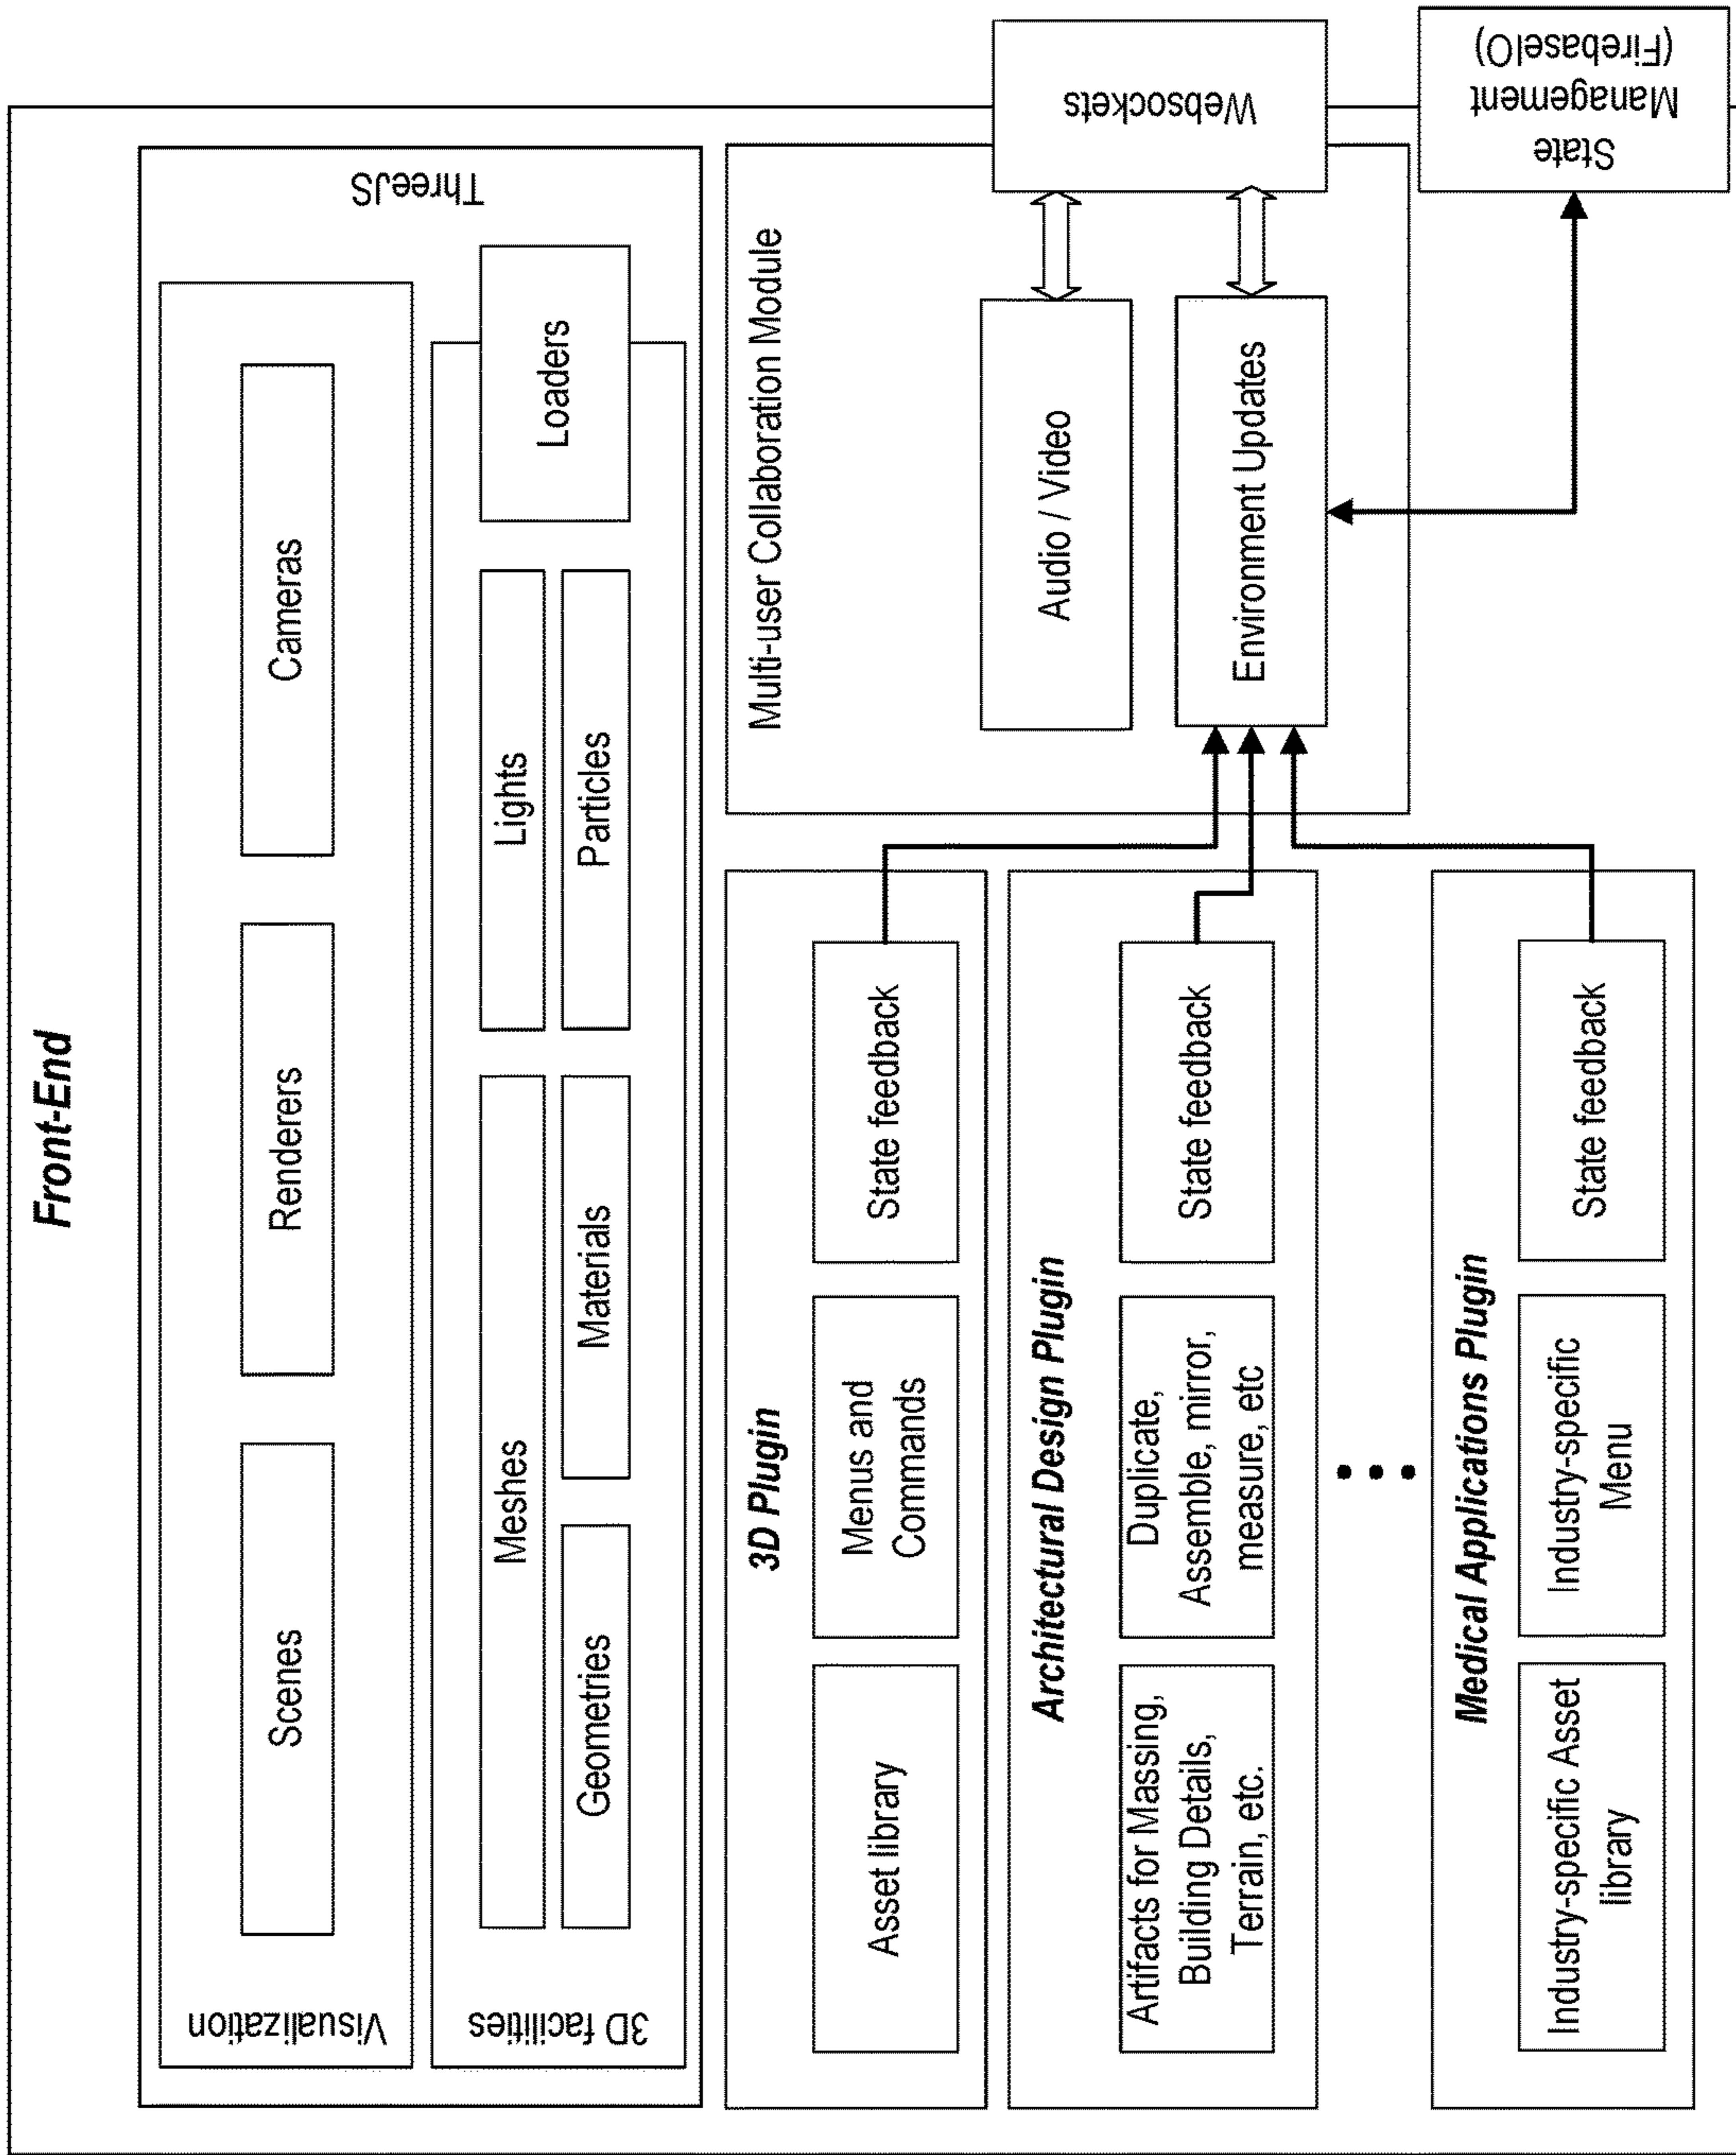 Front-End
ThreeJS
Visualization
Scenes
Renderers
Cameras
3D facilities
Meshes
Lights
Geometries
Materials
Particles
Loaders
3D Plugin
Asset library
Menus and
Commands
State feedback
Architectural Design Plugin
Artifacts for Massing,
Building Details,
Terrain, etc.
Duplicate,
Assemble, mirror,
measure, etc
State feedback
Medical Applications Plugin
Industry-specific Asset
library
Industry-specific
Menu
State feedback
Multi-user Collaboration Module
Audio / Video
Environment Updates
Websockets
State
Management
(FirebaseIO)